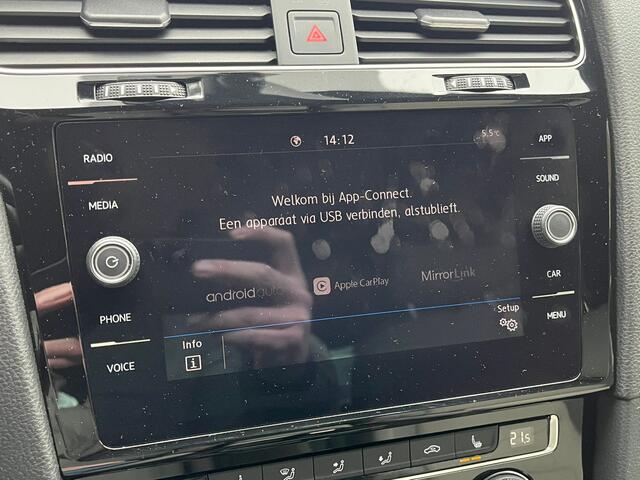 14:12
5.5°C
RADIO
APP
MEDIA
SOUND
Welkom bij App-Connect.
Een apparaat via USB verbinden, alstublieft.
androidauto
Apple CarPlay
MirrorLink
CAR
PHONE
MENU
Setup
Info
VOICE
21.5